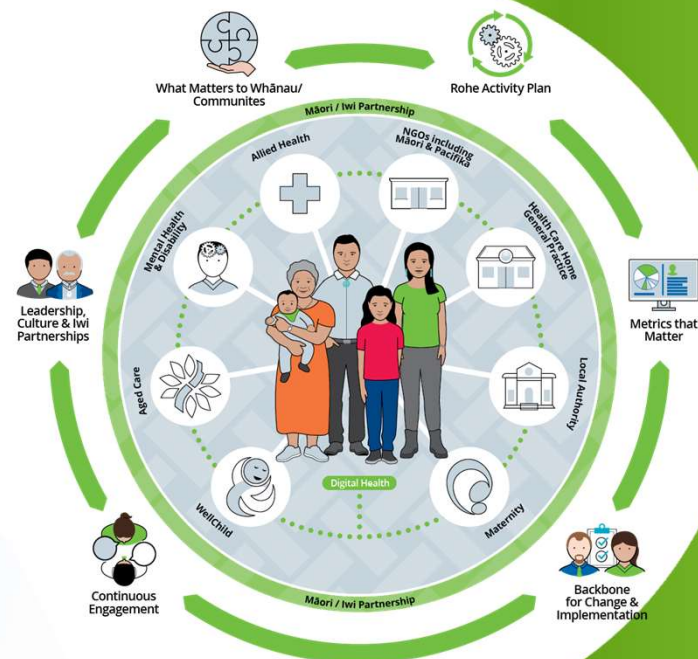 What Matters to Whānau/
Communites
Rohe Activity Plan
Māori / Iwi Partnership
Allied Health
NGOs including
Māori & Pacifika
Mental Health
& Disability
Health Care Home
General Practice
Leadership,
Culture & Iwi
Partnerships
Metrics that
Matter
Aged Care
Local Authority
Digital Health
WellChild
Maternity
Continuous
Engagement
Māori / Iwi Partnership
Backbone
for Change &
Implementation